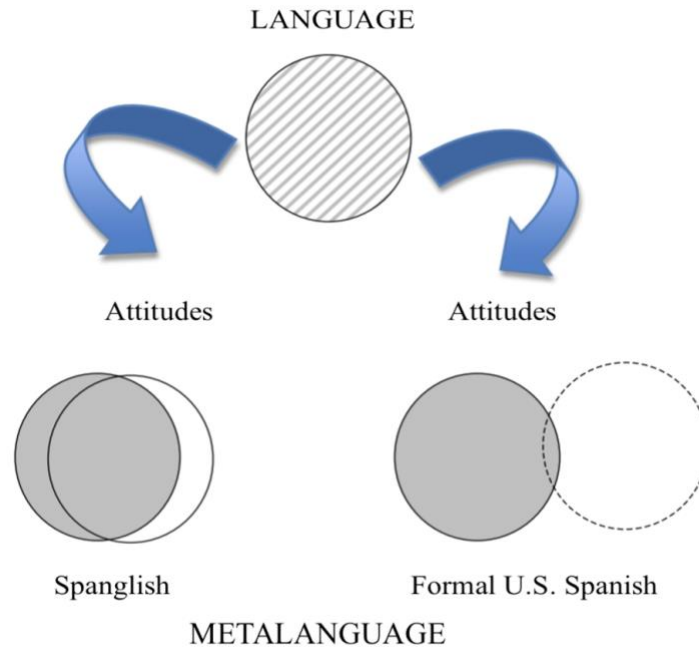 LANGUAGE
Attitudes
Attitudes
Spanglish
Formal U.S. Spanish
METALANGUAGE